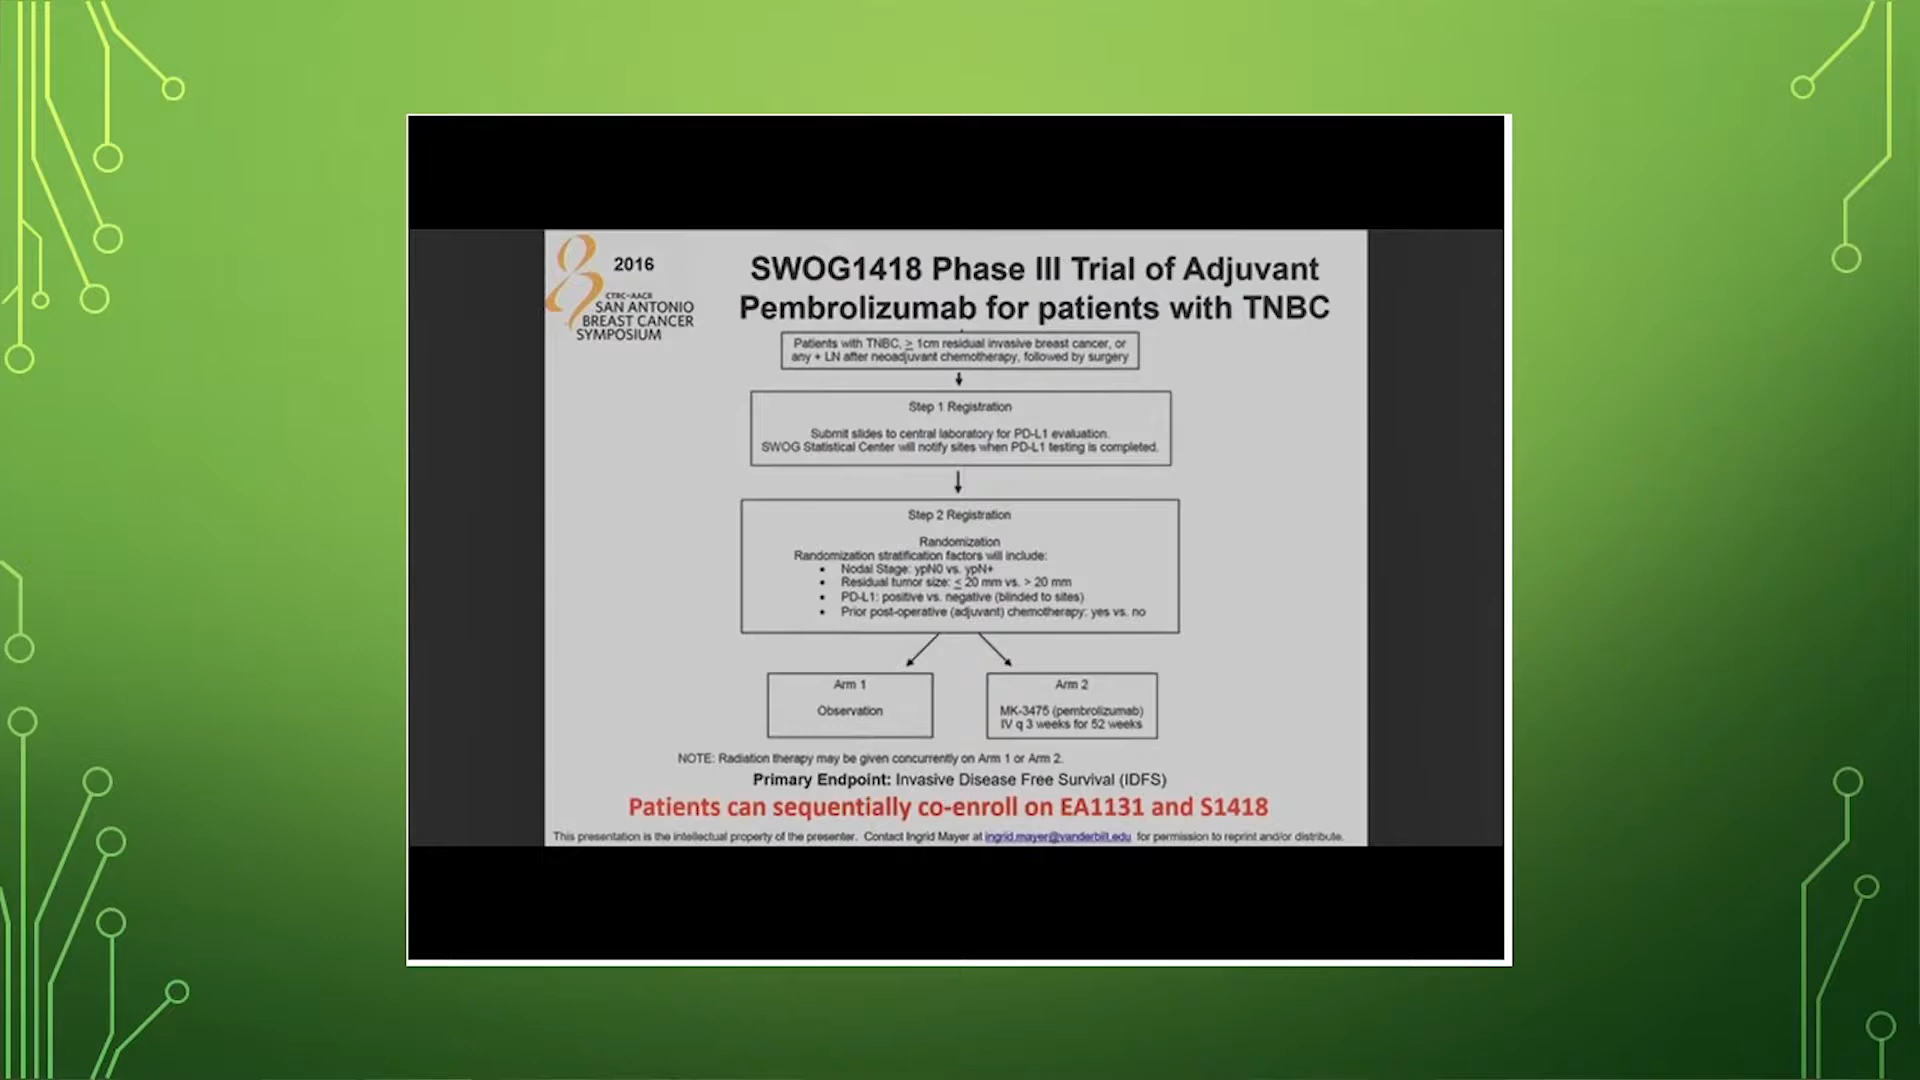 2016
CTRC-AACR
SAN ANTONIO
BREAST CANCER
SYMPOSIUM
SWOG1418 Phase III Trial of Adjuvant
Pembrolizumab for patients with TNBC
Patients with TNBC, ≥ 1cm residual invasive breast cancer, or
any + LN after neoadjuvant chemotherapy, followed by surgery
Step 1 Registration
Submit slides to central laboratory for PD-L1 evaluation.
SWOG Statistical Center will notify sites when PD-L1 testing is completed.
Step 2 Registration
Randomization
Randomization stratification factors will include:
• Nodal Stage: ypN0 vs. ypN+
• Residual tumor size: ≤ 20 mm vs. > 20 mm
• PD-L1: positive vs. negative (blinded to sites)
• Prior post-operative (adjuvant) chemotherapy: yes vs. no
Arm 1
Observation
Arm 2
MK-3475 (pembrolizumab)
IV q 3 weeks for 52 weeks
NOTE: Radiation therapy may be given concurrently on Arm 1 or Arm 2.
Primary Endpoint: Invasive Disease Free Survival (IDFS)
Patients can sequentially co-enroll on EA1131 and S1418
This presentation is the intellectual property of the presenter. Contact Ingrid Mayer at ingrid.mayer@vanderbilt.edu for permission to reprint and/or distribute.